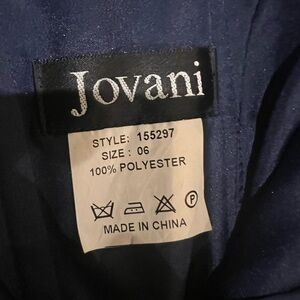 Jovani
STYLE: 155297
SIZE : 06
100% POLYESTER
P
MADE IN CHINA